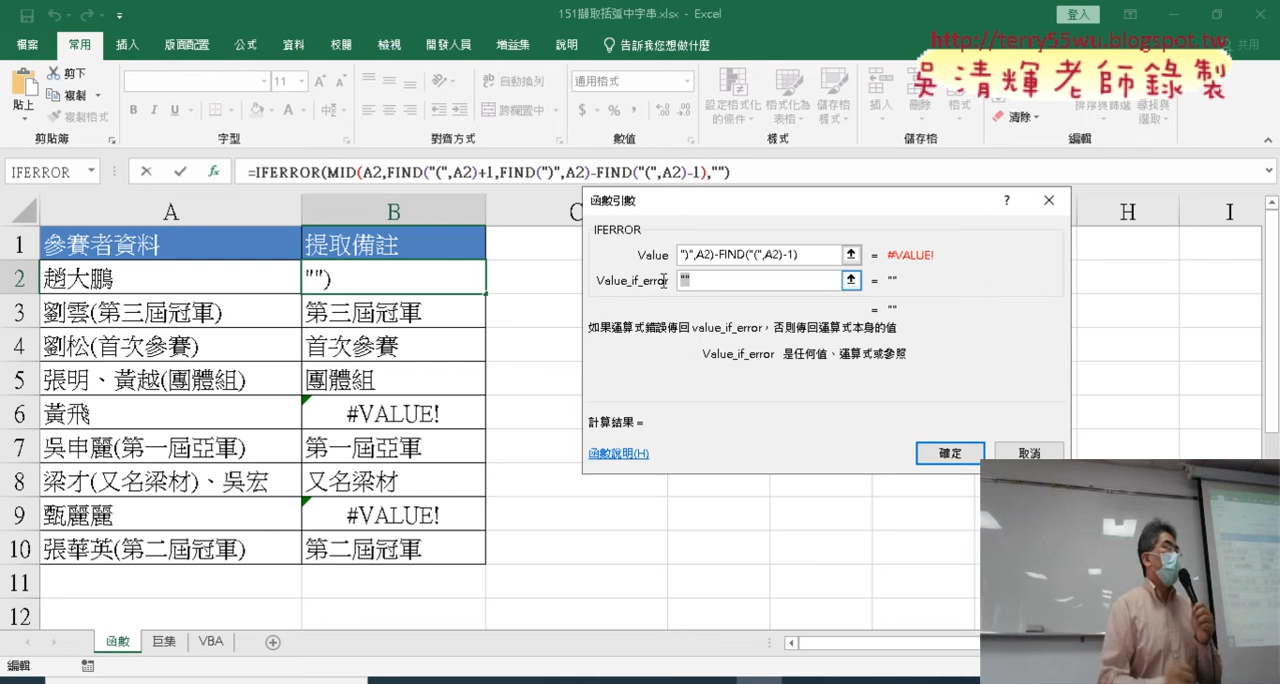 151擷取括弧中字串.xlsx - Excel
登入
檔案 常用 插入 版面配置 公式 資料 校閱 檢視 開發人員 增益集 說明 告訴我您想做什麼 共用
http://terry55wu.blogspot.tw
吳清輝老師錄製
貼上 剪下 複製 複製格式
11 A A 自動換列 通用格式
B I U A 中 跨欄置中 $ % ,
設定格式化的條件 格式化為表格 儲存格樣式 插入 刪除 格式 清除 排序與篩選 尋找與選取
剪貼簿 字型 對齊方式 數值 樣式 儲存格 編輯
IFERROR =IFERROR(MID(A2,FIND("(",A2)+1,FIND(")",A2)-FIND("(",A2)-1),"")
A B C H I
1 參賽者資料 提取備註
2 趙大鵬 "")
3 劉雲(第三屆冠軍) 第三屆冠軍
4 劉松(首次參賽) 首次參賽
5 張明、黃越(團體組) 團體組
6 黃飛 #VALUE!
7 吳申麗(第一屆亞軍) 第一屆亞軍
8 梁才(又名梁材)、吳宏 又名梁材
9 甄麗麗 #VALUE!
10 張華英(第二屆冠軍) 第二屆冠軍
11
12
函數引數 ?
IFERROR
Value ")",A2)-FIND("(",A2)-1) = #VALUE!
Value_if_error "" = ""
= ""
如果運算式錯誤傳回 value_if_error，否則傳回運算式本身的值
Value_if_error 是任何值、運算式或參照
計算結果 =
函數說明(H) 確定 取消
函數 巨集 VBA
編輯